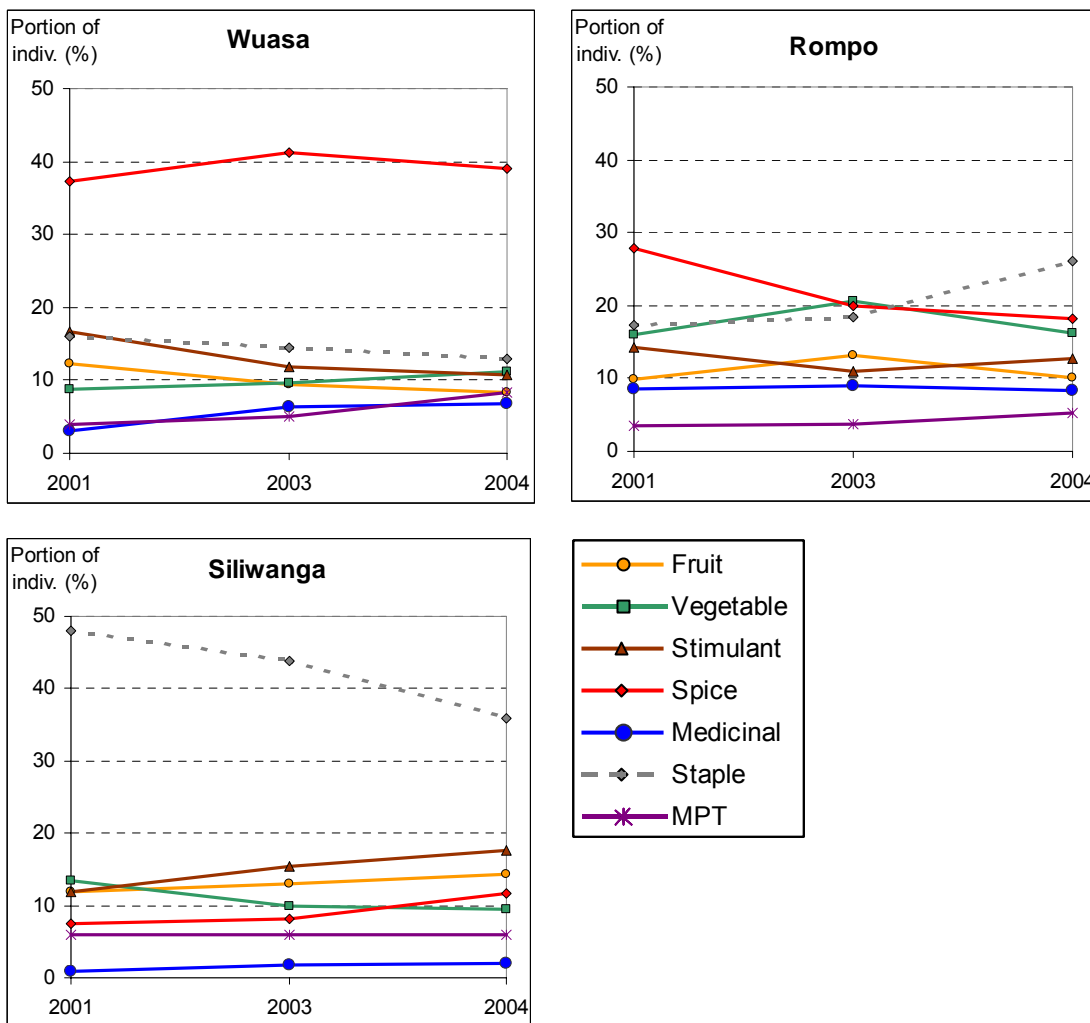 Portion of
indiv. (%)
Wuasa
50
40
30
20
10
0
2001
2003
2004
Portion of
indiv. (%)
Rompo
50
40
30
20
10
0
2001
2003
2004
Portion of
indiv. (%)
Siliwanga
50
40
30
20
10
0
2001
2003
2004
Fruit
Vegetable
Stimulant
Spice
Medicinal
Staple
MPT